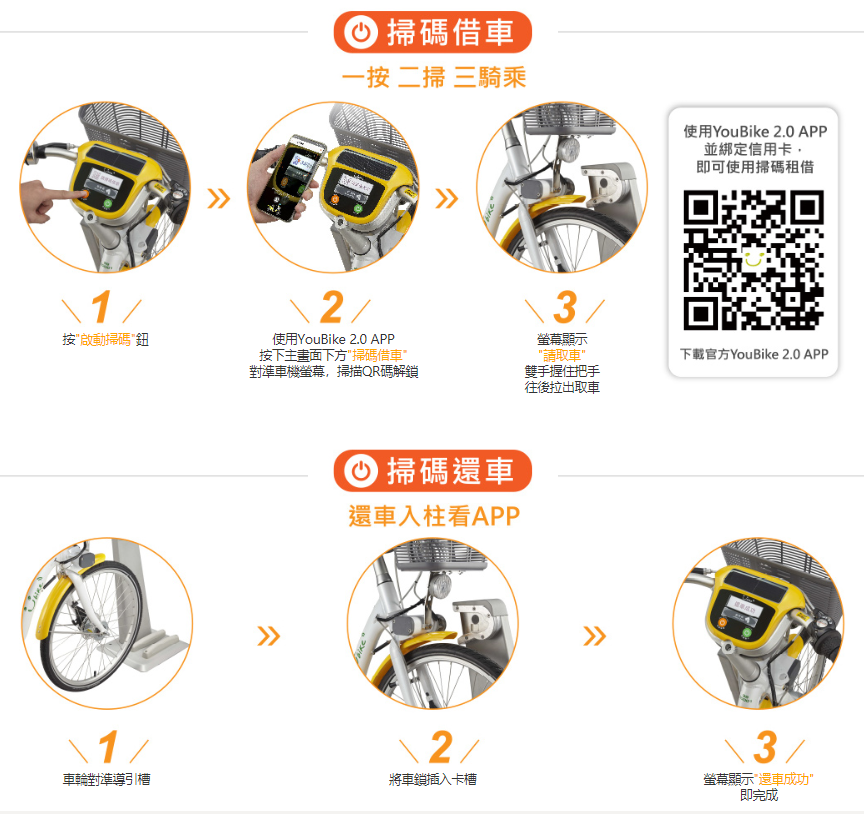 掃碼借車
一按 二掃 三騎乘
使用YouBike 2.0 APP
並綁定信用卡，
即可使用掃碼租借
下載官方YouBike 2.0 APP
1
按"啟動掃碼"鈕
2
使用YouBike 2.0 APP
按下主畫面下方"掃碼借車"
對準車機螢幕，掃描QR碼解鎖
3
螢幕顯示
"請取車"
雙手握住把手
往後拉出取車
掃碼還車
還車入柱看APP
1
車輪對準導引槽
2
將車鎖插入卡槽
還車成功
3
螢幕顯示"還車成功"
即完成